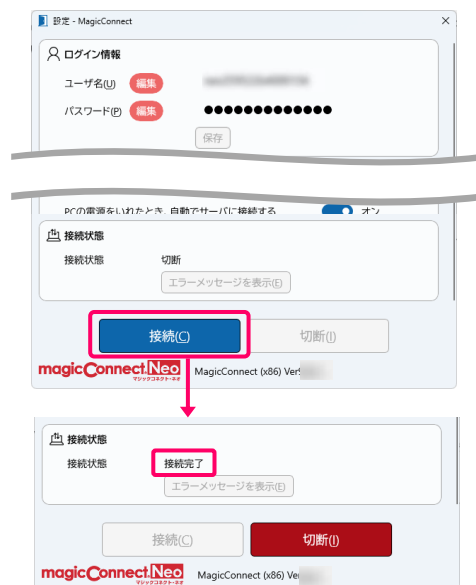 設定 - MagicConnect
ログイン情報
ユーザ名(U) 編集
パスワード(P) 編集 ●●●●●●●●●●●●●
保存
PCの電源をいれたとき、自動でサーバに接続する オン
接続状態
接続状態 切断
エラーメッセージを表示(E)
接続(C) 切断(I)
magicConnect.Neo
マジックコネクト・ネオ
MagicConnect (x86) Ver
接続状態
接続状態 接続完了
エラーメッセージを表示(E)
接続(C) 切断(I)
magicConnect.Neo
マジックコネクト・ネオ
MagicConnect (x86) Ve